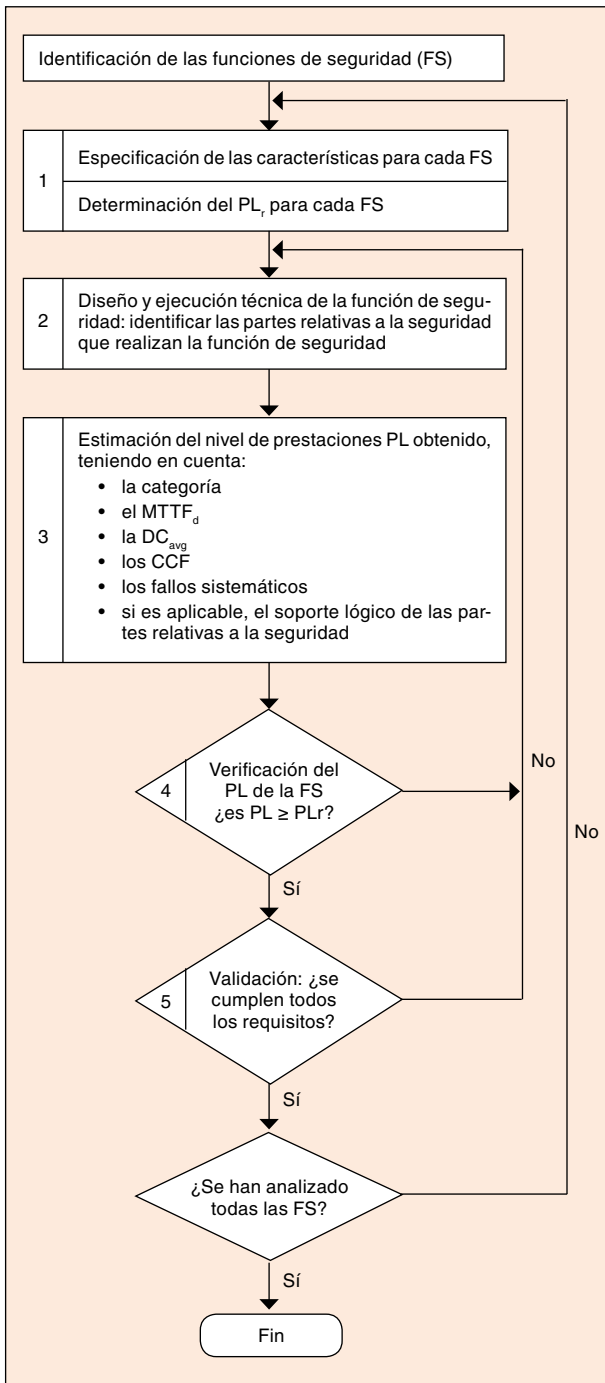 Identificación de las funciones de seguridad (FS)
1
Especificación de las características para cada FS
Determinación del PLr para cada FS
2
Diseño y ejecución técnica de la función de segu-
ridad: identificar las partes relativas a la seguridad
que realizan la función de seguridad
3
Estimación del nivel de prestaciones PL obtenido,
teniendo en cuenta:
• la categoría
• el MTTFd
• la DCavg
• los CCF
• los fallos sistemáticos
• si es aplicable, el soporte lógico de las par-
tes relativas a la seguridad
4
Verificación del
PL de la FS
¿es PL ≥ PLr?
No
No
Sí
5
Validación: ¿se
cumplen todos
los requisitos?
Sí
¿Se han analizado
todas las FS?
Sí
Fin